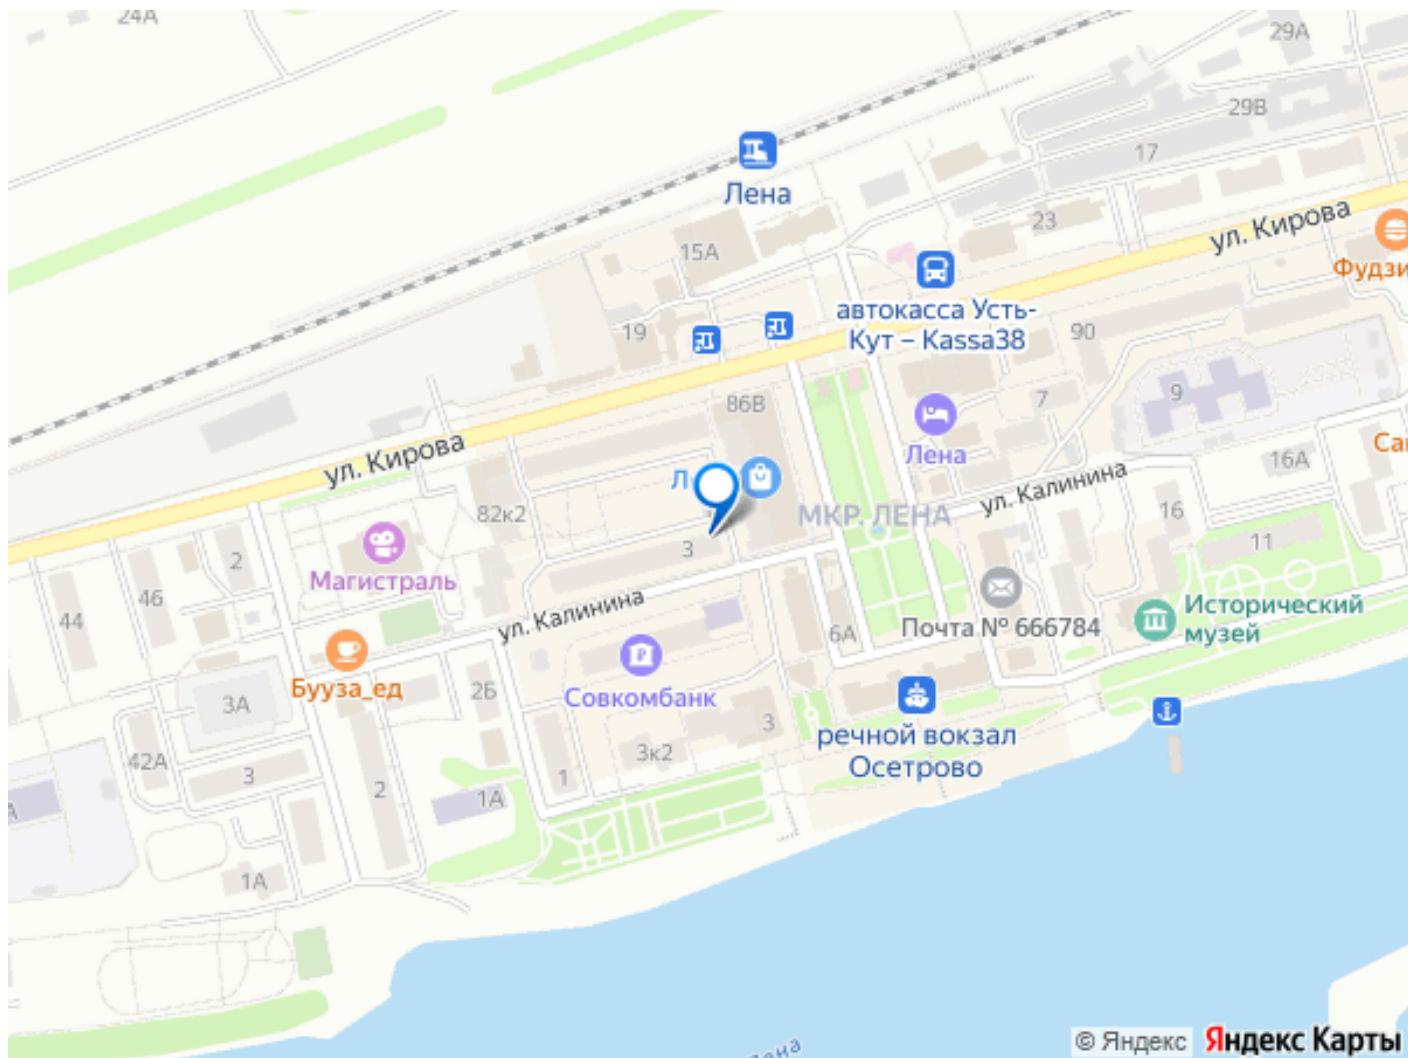 24А
29А
29В
17
Лена
23
ул. Кирова
15А
Фудзи
автокасса Усть-
Кут – Kassa38
19
90
86В
7
9
Лена
ул. Кирова
16А
ул. Калинина
82к2
МКР. ЛЕНА
16
3
11
2
Магистраль
46
44
ул. Калинина
Исторический
музей
6А
Почта № 666784
Бууза_ед
2Б
Совкомбанк
3А
3
речной вокзал
Осетрово
42А
3
3к2
1
2
1А
1А
Лена
© Яндекс Яндекс Карты